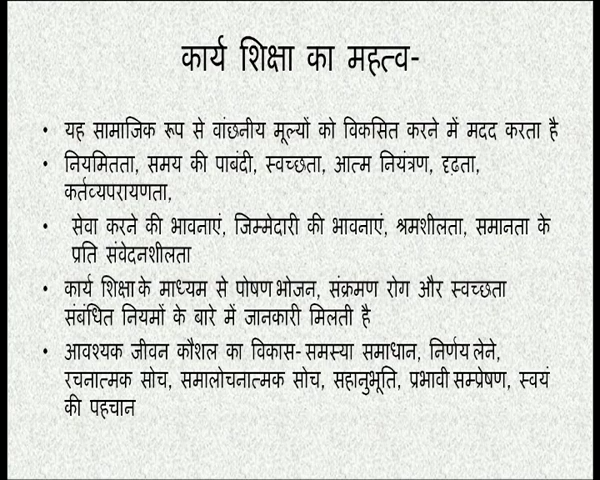 कार्य शिक्षा का महत्व-
• यह सामाजिक रूप से वांछनीय मूल्यों को विकसित करने में मदद करता है
• नियमितता, समय की पाबंदी, स्वच्छता, आत्म नियंत्रण, दृढ़ता,
कर्तव्यपरायणता,
• सेवा करने की भावनाएं, जिम्मेदारी की भावनाएं, श्रमशीलता, समानता के
प्रति संवेदनशीलता
• कार्य शिक्षा के माध्यम से पोषण भोजन, संक्रमण रोग और स्वच्छता
संबंधित नियमों के बारे में जानकारी मिलती है
• आवश्यक जीवन कौशल का विकास- समस्या समाधान, निर्णय लेने,
रचनात्मक सोच, समालोचनात्मक सोच, सहानुभूति, प्रभावी सम्प्रेषण, स्वयं
की पहचान